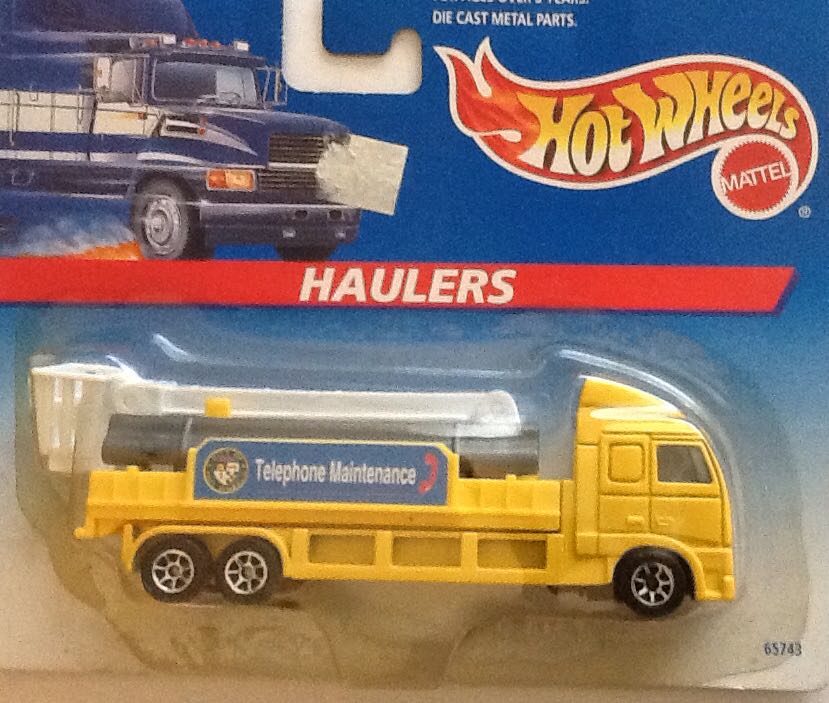 DIE CAST METAL PARTS.
HOT WHEELS
MATTEL
®
HAULERS
Telephone Maintenance
65743